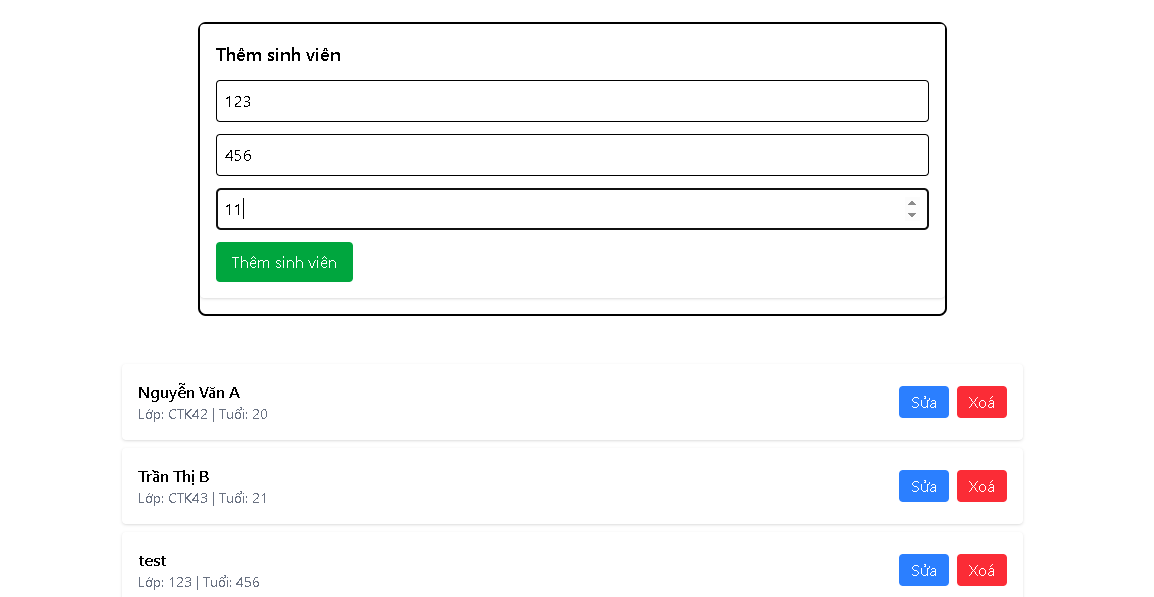 Thêm sinh viên
123
456
11
Thêm sinh viên
Nguyễn Văn A
Lớp: CTK42 | Tuổi: 20
Sửa Xoá
Trần Thị B
Lớp: CTK43 | Tuổi: 21
Sửa Xoá
test
Lớp: 123 | Tuổi: 456
Sửa Xoá